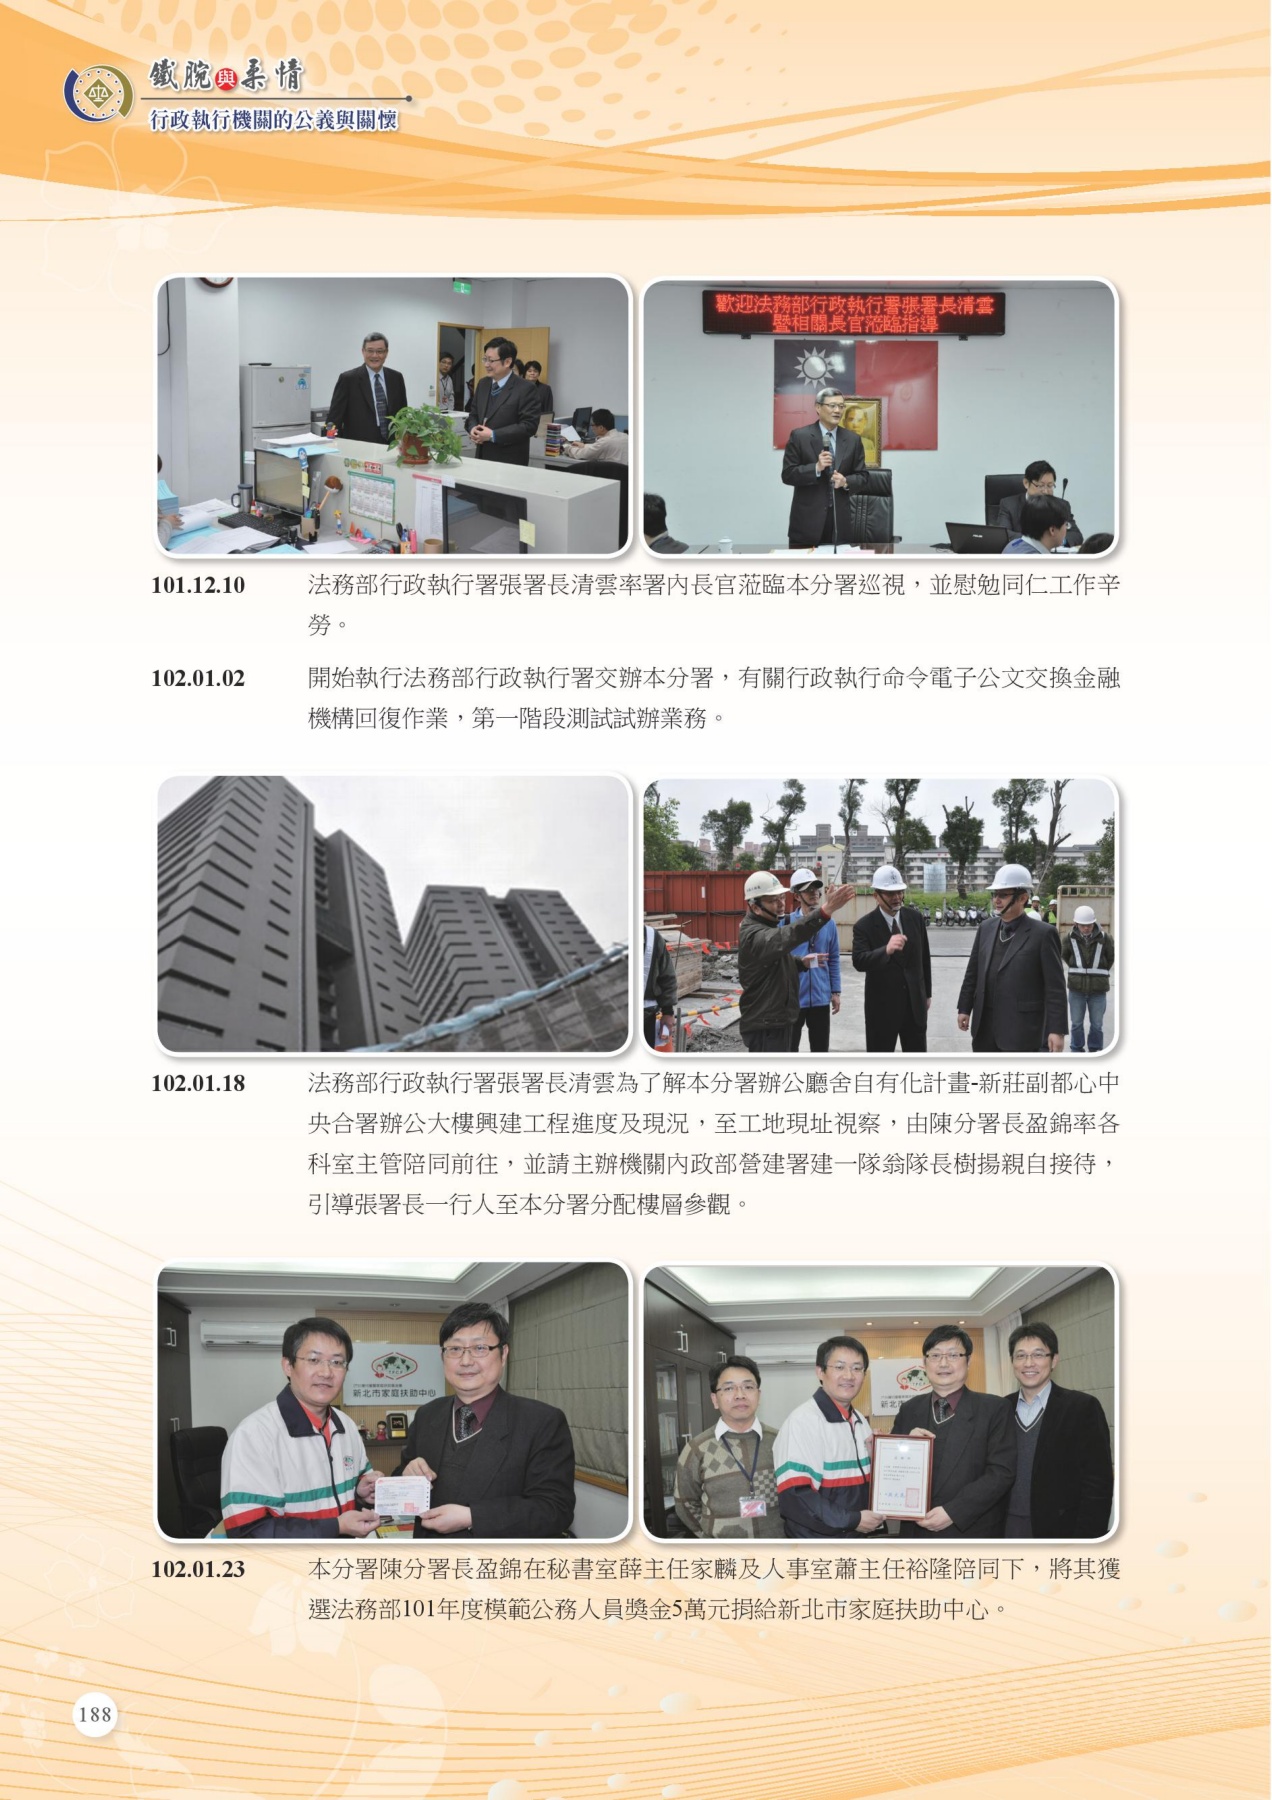 鐵腕與柔情
行政執行機關的公義與關懷
歡迎法務部行政執行署張署長清雲
暨相關長官蒞臨指導
101.12.10 法務部行政執行署張署長清雲率署內長官蒞臨本分署巡視，並慰勉同仁工作辛
勞。
102.01.02 開始執行法務部行政執行署交辦本分署，有關行政執行命令電子公文交換金融
機構回復作業，第一階段測試試辦業務。
102.01.18 法務部行政執行署張署長清雲為了解本分署辦公廳舍自有化計畫-新莊副都心中
央合署辦公大樓興建工程進度及現況，至工地現址視察，由陳分署長盈錦率各
科室主管陪同前往，並請主辦機關內政部營建署建一隊翁隊長樹揚親自接待，
引導張署長一行人至本分署分配樓層參觀。
新北市家庭扶助中心
新北市
102.01.23 本分署陳分署長盈錦在秘書室薛主任家麟及人事室蕭主任裕隆陪同下，將其獲
選法務部101年度模範公務人員獎金5萬元捐給新北市家庭扶助中心。
188